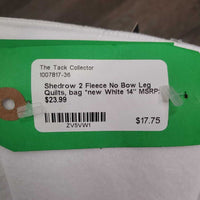 The Tack Collector
1007817-36
Shedrow 2 Fleece No Bow Leg
Quilts, bag "new White 14" MSRP:
$23.99
ZV5VW1
$17.75